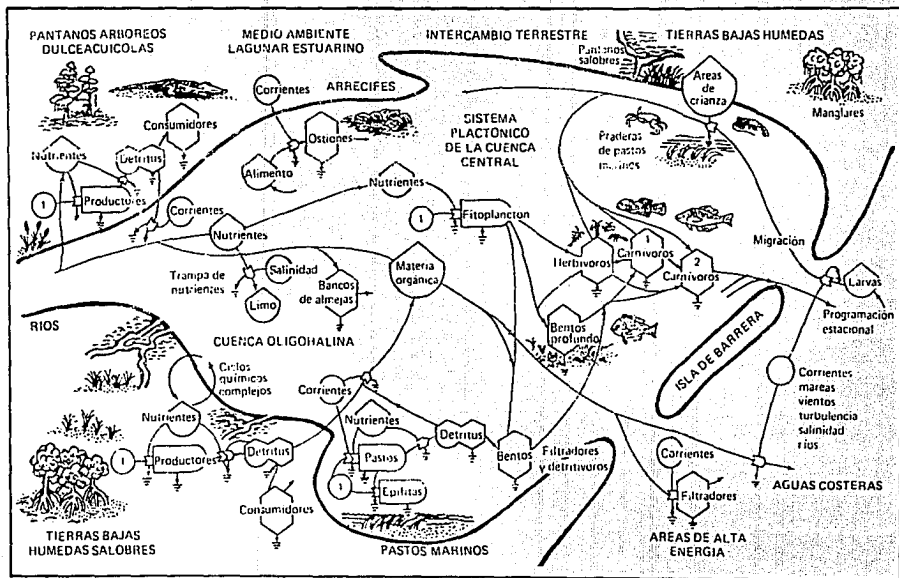 PANTANOS ARBOREOS
DULCEACUICOLAS
MEDIO AMBIENTE
LAGUNAR ESTUARINO
INTERCAMBIO TERRESTRE
TIERRAS BAJAS HUMEDAS
ARRECIFES
Pantanos
salobres
Areas
de
crianza
Manglares
Corrientes
Consumidores
Nutrientes
Detritus
Ostiones
Alimento
1
Productores
Corrientes
SISTEMA
PLACTONICO
DE LA CUENCA
CENTRAL
Praderas
de pastos
marinos
Nutrientes
1
Fitoplancton
Nutrientes
Migración
Trampa de
nutrientes
Salinidad
Limo
Bancos
de almejas
Materia
orgánica
Herbivoros
1
Carnívoros
2
Carnívoros
Larvas
Programación
estacional
Bentos
profundo
RIOS
CUENCA OLIGOHALINA
ISLA DE BARRERA
Ciclos
químicos
complejos
Corrientes
Corrientes
mareas
vientos
turbulencia
salinidad
ríos
Nutrientes
Nutrientes
1
Productores
Detritus
Pastos
Detritus
Bentos
Filtradores
y detritivoros
1
Epifitas
Consumidores
Corrientes
Filtradores
AGUAS COSTERAS
TIERRAS BAJAS
HUMEDAS SALOBRES
PASTOS MARINOS
AREAS DE ALTA
ENERGIA